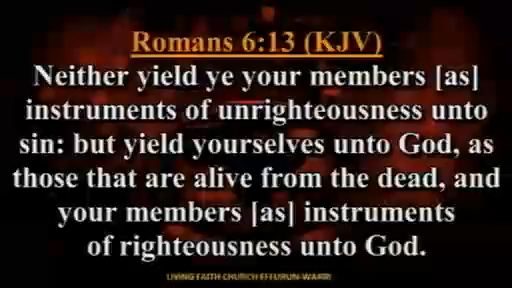 Romans 6:13 (KJV)
Neither yield ye your members [as]
instruments of unrighteousness unto
sin: but yield yourselves unto God, as
those that are alive from the dead, and
your members [as] instruments
of righteousness unto God.
LIVING FAITH CHURCH EFFURUN-WARRI